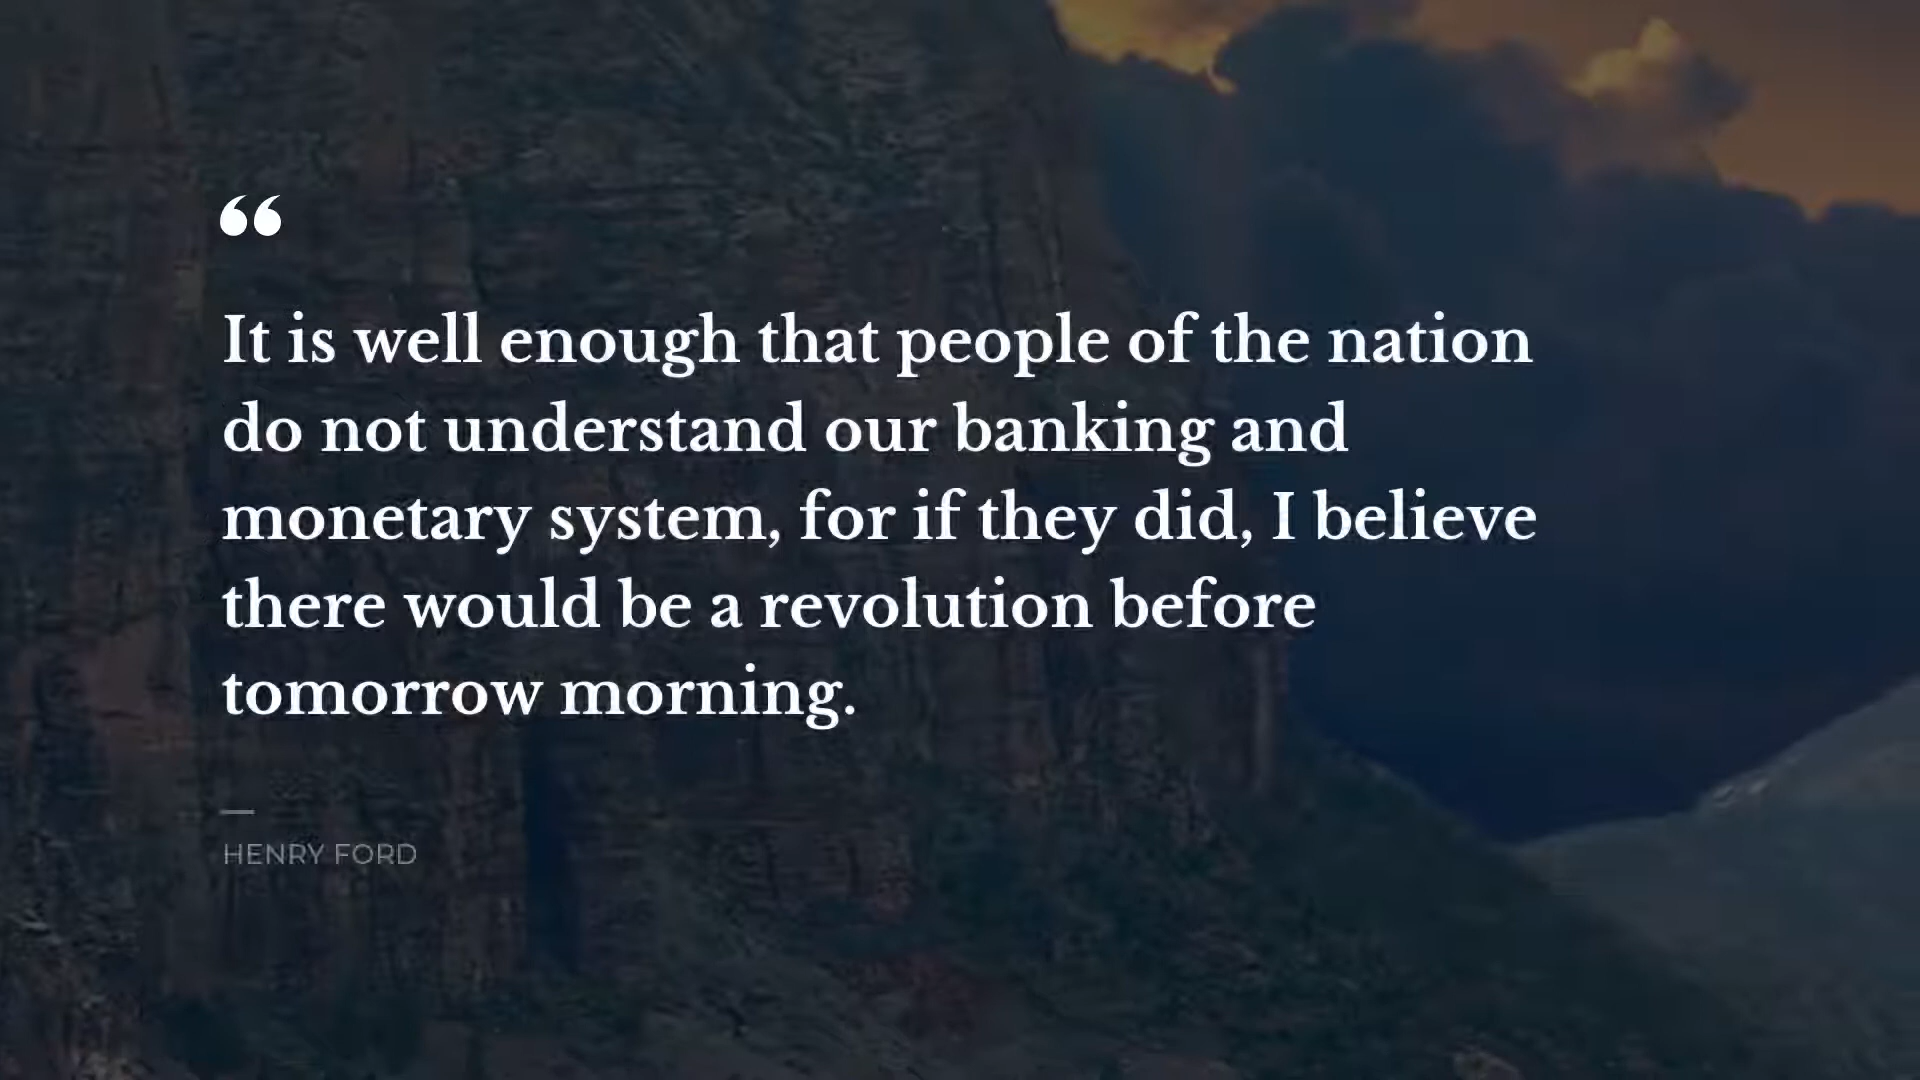 “
It is well enough that people of the nation
do not understand our banking and
monetary system, for if they did, I believe
there would be a revolution before
tomorrow morning.
—
HENRY FORD